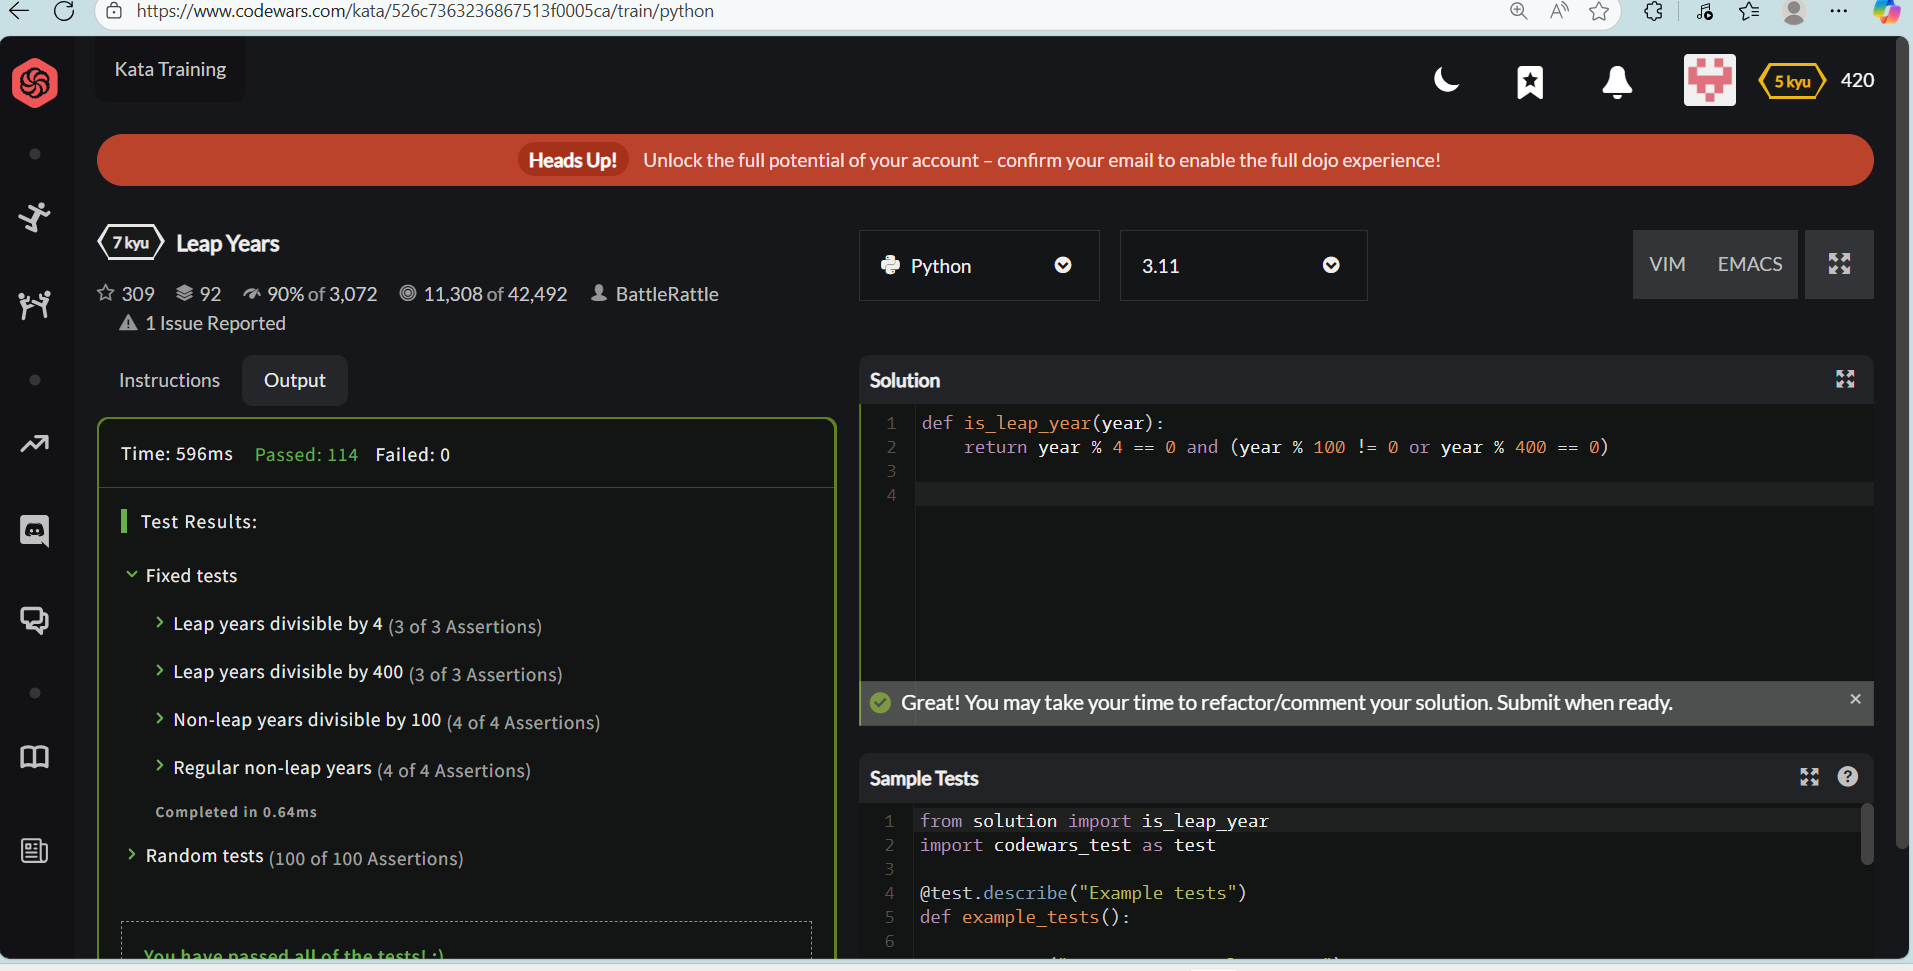 https://www.codewars.com/kata/526c7363236867513f0005ca/train/python
Kata Training
5 kyu 420
Heads Up! Unlock the full potential of your account – confirm your email to enable the full dojo experience!
7 kyu Leap Years
309 92 90% of 3,072 11,308 of 42,492 BattleRattle
1 Issue Reported
Python
3.11
VIM EMACS
Instructions Output
Time: 596ms Passed: 114 Failed: 0
Test Results:
Fixed tests
Leap years divisible by 4 (3 of 3 Assertions)
Leap years divisible by 400 (3 of 3 Assertions)
Non-leap years divisible by 100 (4 of 4 Assertions)
Regular non-leap years (4 of 4 Assertions)
Completed in 0.64ms
Random tests (100 of 100 Assertions)
You have passed all of the tests! :)
Solution
1 def is_leap_year(year):
2 return year % 4 == 0 and (year % 100 != 0 or year % 400 == 0)
3
4
Great! You may take your time to refactor/comment your solution. Submit when ready.
Sample Tests
1 from solution import is_leap_year
2 import codewars_test as test
3
4 @test.describe("Example tests")
5 def example_tests():
6